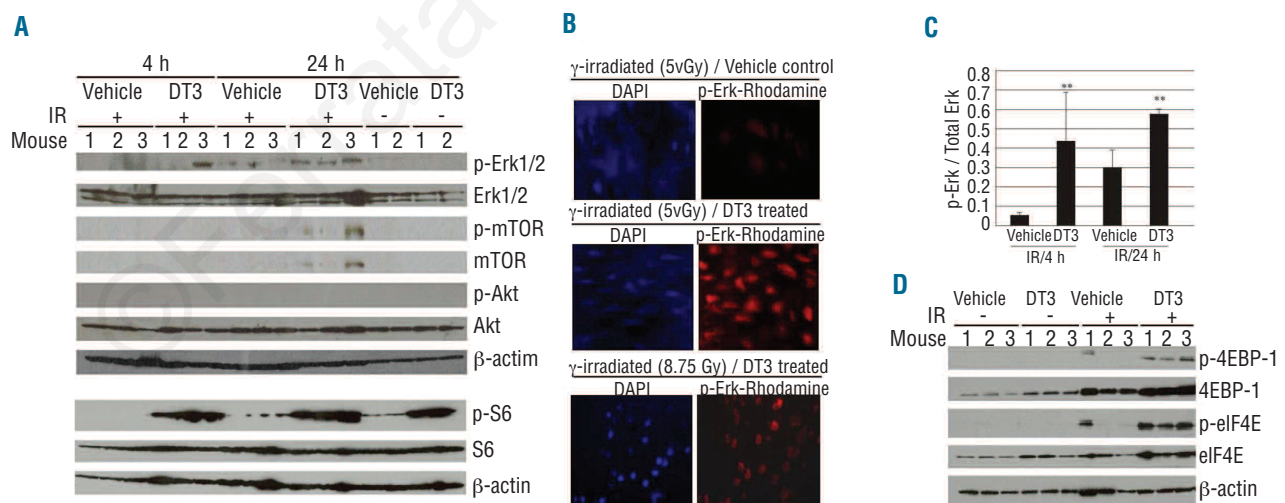 ©Ferrata
A
4 h
24 h
Vehicle
DT3
Vehicle
DT3
Vehicle
DT3
IR
+
+
+
+
-
-
Mouse
1 2 3
1 2 3
1 2 3
1 2 3
1 2
1 2
p-Erk1/2
Erk1/2
p-mTOR
mTOR
p-Akt
Akt
β-actim
p-S6
S6
β-actin
B
γ-irradiated (5vGy) / Vehicle control
DAPI
p-Erk-Rhodamine
γ-irradiated (5vGy) / DT3 treated
DAPI
p-Erk-Rhodamine
γ-irradiated (8.75 Gy) / DT3 treated
DAPI
p-Erk-Rhodamine
C
p-Erk / Total Erk
0.8
0.7
0.6
0.5
0.4
0.3
0.2
0.1
0
**
**
Vehicle DT3
Vehicle DT3
IR/4 h
IR/24 h
D
Vehicle
DT3
Vehicle
DT3
IR
-
-
+
+
Mouse
1 2 3
1 2 3
1 2 3
1 2 3
p-4EBP-1
4EBP-1
p-eIF4E
eIF4E
β-actin